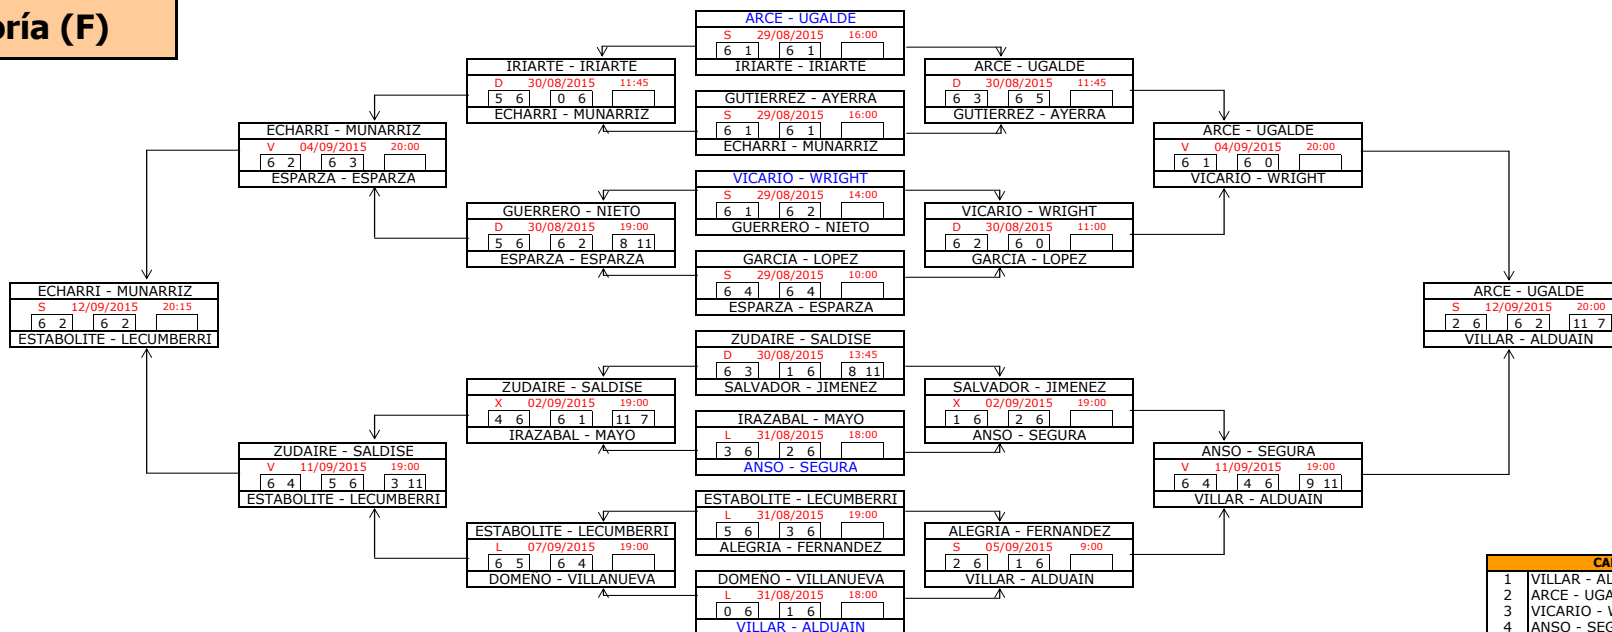 oría (F)
ECHARRI - MUNARRIZ
S 12/09/2015 20:15
6 2 6 2
ESTABOLITE - LECUMBERRI
ECHARRI - MUNARRIZ
V 04/09/2015 20:00
6 2 6 3
ESPARZA - ESPARZA
ZUDAIRE - SALDISE
V 11/09/2015 19:00
6 4 5 6 3 11
ESTABOLITE - LECUMBERRI
IRIARTE - IRIARTE
D 30/08/2015 11:45
5 6 0 6
ECHARRI - MUNARRIZ
GUERRERO - NIETO
D 30/08/2015 19:00
5 6 6 2 8 11
ESPARZA - ESPARZA
ZUDAIRE - SALDISE
X 02/09/2015 19:00
4 6 6 1 11 7
IRAZABAL - MAYO
ESTABOLITE - LECUMBERRI
L 07/09/2015 19:00
6 5 6 4
DOMEÑO - VILLANUEVA
ARCE - UGALDE
S 29/08/2015 16:00
6 1 6 1
IRIARTE - IRIARTE
GUTIERREZ - AYERRA
S 29/08/2015 16:00
6 1 6 1
ECHARRI - MUNARRIZ
VICARIO - WRIGHT
S 29/08/2015 14:00
6 1 6 2
GUERRERO - NIETO
GARCIA - LOPEZ
S 29/08/2015 10:00
6 4 6 4
ESPARZA - ESPARZA
ZUDAIRE - SALDISE
D 30/08/2015 13:45
6 3 1 6 8 11
SALVADOR - JIMENEZ
IRAZABAL - MAYO
L 31/08/2015 18:00
3 6 2 6
ANSO - SEGURA
ESTABOLITE - LECUMBERRI
L 31/08/2015 19:00
5 6 3 6
ALEGRIA - FERNANDEZ
DOMEÑO - VILLANUEVA
L 31/08/2015 18:00
0 6 1 6
VILLAR - ALDUAIN
ARCE - UGALDE
D 30/08/2015 11:45
6 3 6 5
GUTIERREZ - AYERRA
VICARIO - WRIGHT
D 30/08/2015 11:00
6 2 6 0
GARCIA - LOPEZ
SALVADOR - JIMENEZ
X 02/09/2015 19:00
1 6 2 6
ANSO - SEGURA
ALEGRIA - FERNANDEZ
S 05/09/2015 9:00
2 6 1 6
VILLAR - ALDUAIN
ARCE - UGALDE
V 04/09/2015 20:00
6 1 6 0
VICARIO - WRIGHT
ANSO - SEGURA
V 11/09/2015 19:00
6 4 4 6 9 11
VILLAR - ALDUAIN
ARCE - UGALDE
S 12/09/2015 20:00
2 6 6 2 11 7
VILLAR - ALDUAIN
CA
1 VILLAR - AL
2 ARCE - UGA
3 VICARIO - W
4 ANSO - SEG